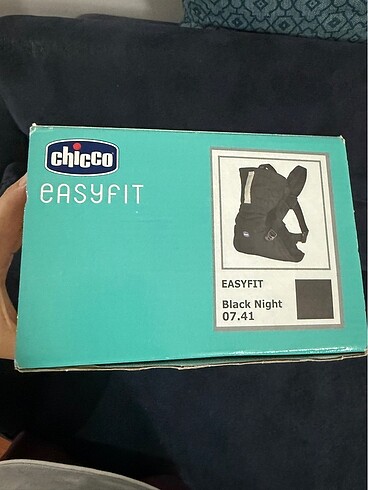 chicco
easyfit
EASYFIT
Black Night
07.41